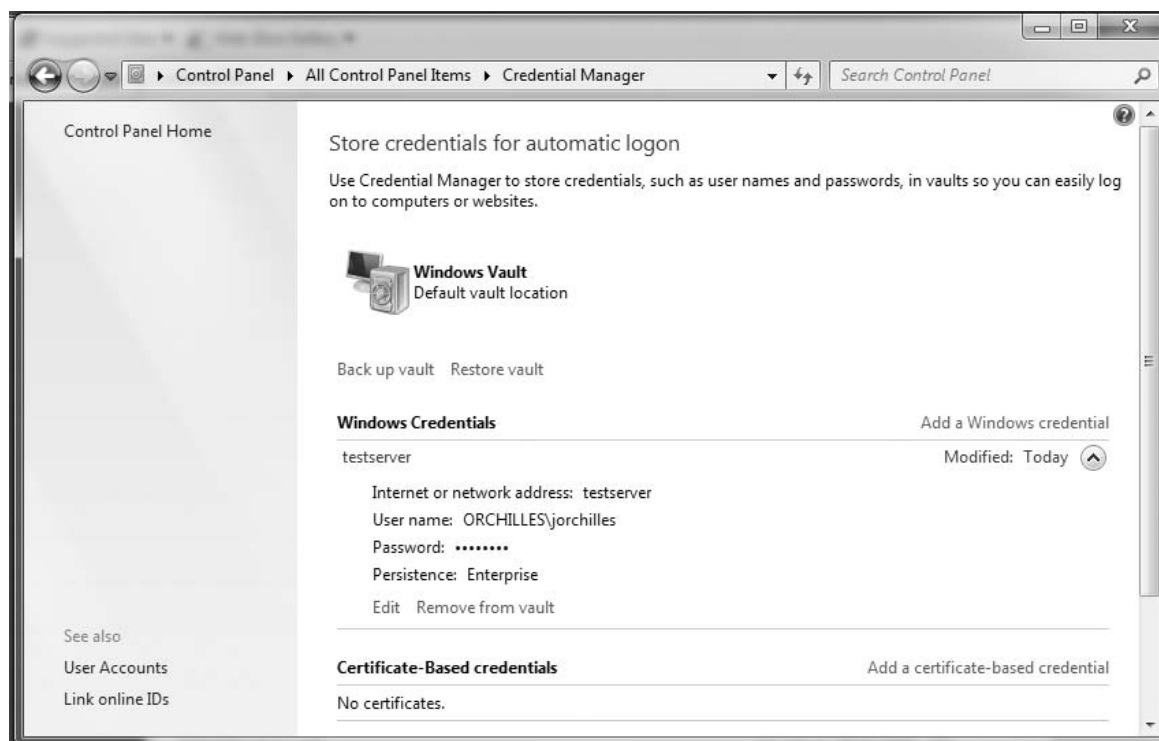 Control Panel ▸ All Control Panel Items ▸ Credential Manager
Search Control Panel
Control Panel Home
Store credentials for automatic logon
Use Credential Manager to store credentials, such as user names and passwords, in vaults so you can easily log
on to computers or websites.
Windows Vault
Default vault location
Back up vault Restore vault
Windows Credentials Add a Windows credential
testserver Modified: Today
Internet or network address: testserver
User name: ORCHILLES\jorchilles
Password: ••••••••
Persistence: Enterprise
Edit Remove from vault
Certificate-Based credentials Add a certificate-based credential
No certificates.
See also
User Accounts
Link online IDs